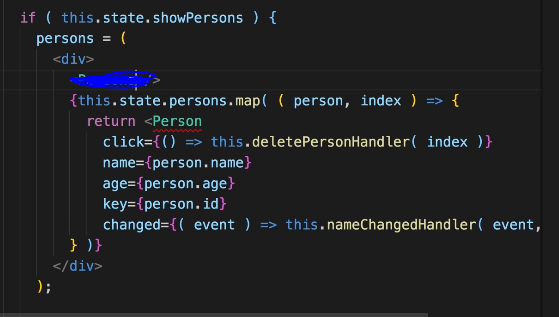 if ( this.state.showPersons ) {
persons = (
<div>
/>
{this.state.persons.map( ( person, index ) => {
return <Person
click={() => this.deletePersonHandler( index )}
name={person.name}
age={person.age}
key={person.id}
changed={( event ) => this.nameChangedHandler( event,
} )}
</div>
);